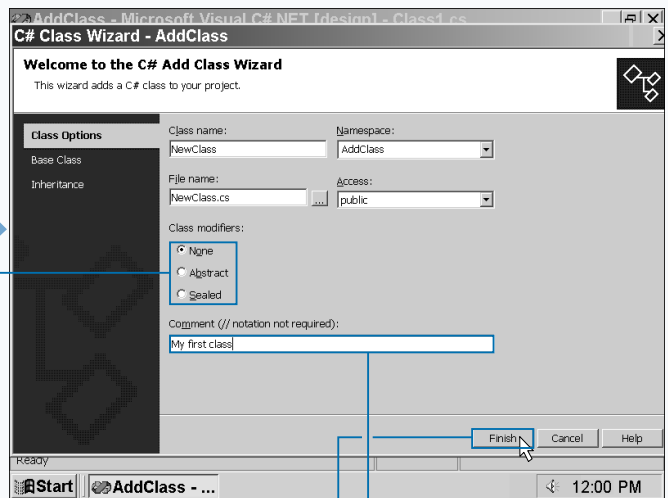 AddClass - Microsoft Visual C# .NET [design] - Class1.cs
C# Class Wizard - AddClass
Welcome to the C# Add Class Wizard
This wizard adds a C# class to your project.
Class Options
Base Class
Inheritance
Class name:
Namespace:
NewClass
AddClass
File name:
Access:
NewClass.cs
...
public
Class modifiers:
None
Abstract
Sealed
Comment (// notation not required):
My first class
Finish
Cancel
Help
Ready
Start
AddClass - ...
12:00 PM